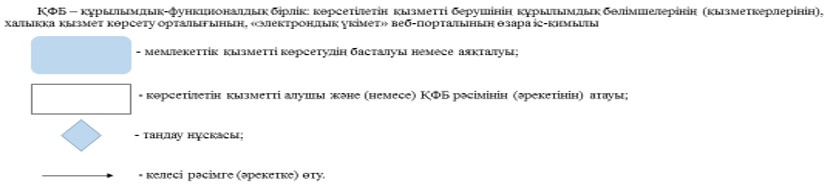 ҚФБ – құрылымдық-функционалдық бірлік: көрсетілетін қызметті берушінің құрылымдық бөлімшелерінің (қызметкерлерінің),
халыққа қызмет көрсету орталығының, «электрондық үкімет» веб-порталының өзара іс-қимылы
- мемлекеттік қызметті көрсетудің басталуы немесе аяқталуы;
- көрсетілетін қызметті алушы және (немесе) ҚФБ рәсімінің (әрекетінің) атауы;
- таңдау нұсқасы;
- келесі рәсімге (әрекетке) өту.